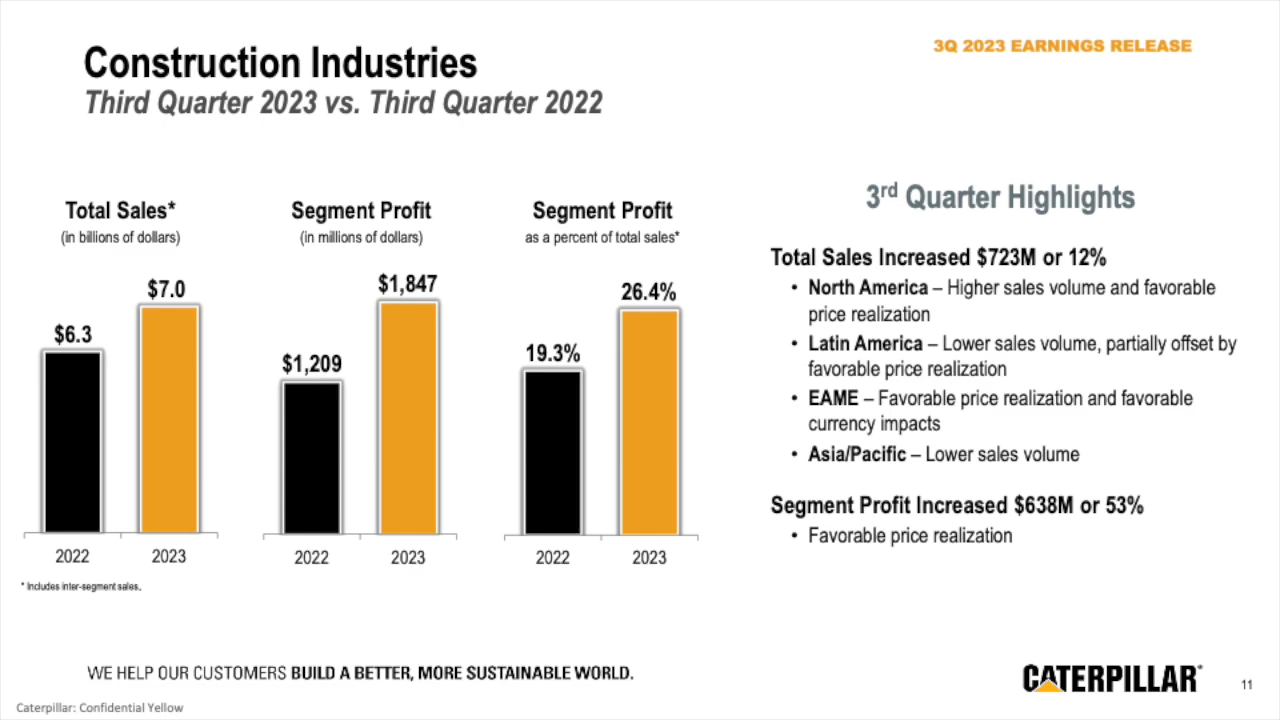 3Q 2023 EARNINGS RELEASE
Construction Industries
Third Quarter 2023 vs. Third Quarter 2022
Total Sales*
(in billions of dollars)
$6.3
$7.0
2022
2023
Segment Profit
(in millions of dollars)
$1,209
$1,847
2022
2023
Segment Profit
as a percent of total sales*
19.3%
26.4%
2022
2023
* Includes inter-segment sales.
3rd Quarter Highlights
Total Sales Increased $723M or 12%
• North America – Higher sales volume and favorable
price realization
• Latin America – Lower sales volume, partially offset by
favorable price realization
• EAME – Favorable price realization and favorable
currency impacts
• Asia/Pacific – Lower sales volume
Segment Profit Increased $638M or 53%
• Favorable price realization
WE HELP OUR CUSTOMERS BUILD A BETTER, MORE SUSTAINABLE WORLD.
CATERPILLAR®
11
Caterpillar: Confidential Yellow